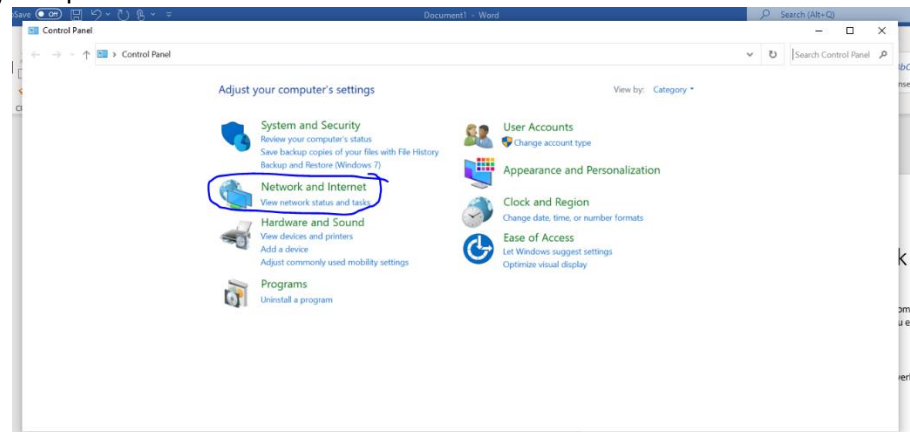 Save Off Document1 - Word Search (Alt+Q)
Control Panel
Control Panel Search Control Panel
Adjust your computer's settings View by: Category
System and Security
Review your computer's status
Save backup copies of your files with File History
Backup and Restore (Windows 7)
Network and Internet
View network status and tasks
Hardware and Sound
View devices and printers
Add a device
Adjust commonly used mobility settings
Programs
Uninstall a program
User Accounts
Change account type
Appearance and Personalization
Clock and Region
Change date, time, or number formats
Ease of Access
Let Windows suggest settings
Optimize visual display